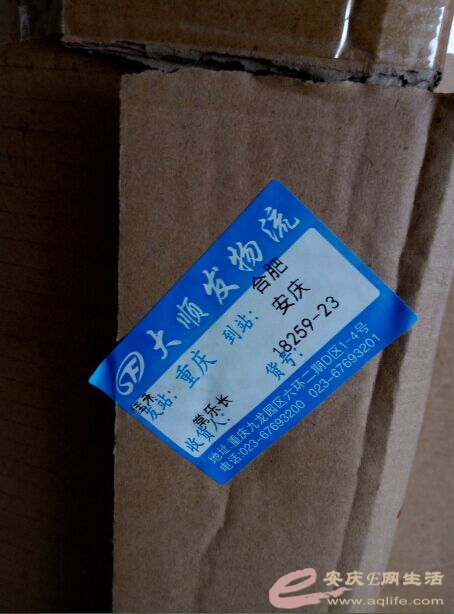 大顺发物流
合肥
发站: 重庆 到站: 安庆
收货人: 常乐长 货号: 18259-23
地址:重庆九龙园区六环二期D区1-4号
电话:023-67693200 023-67693201
安庆E网生活
www.aqlife.com